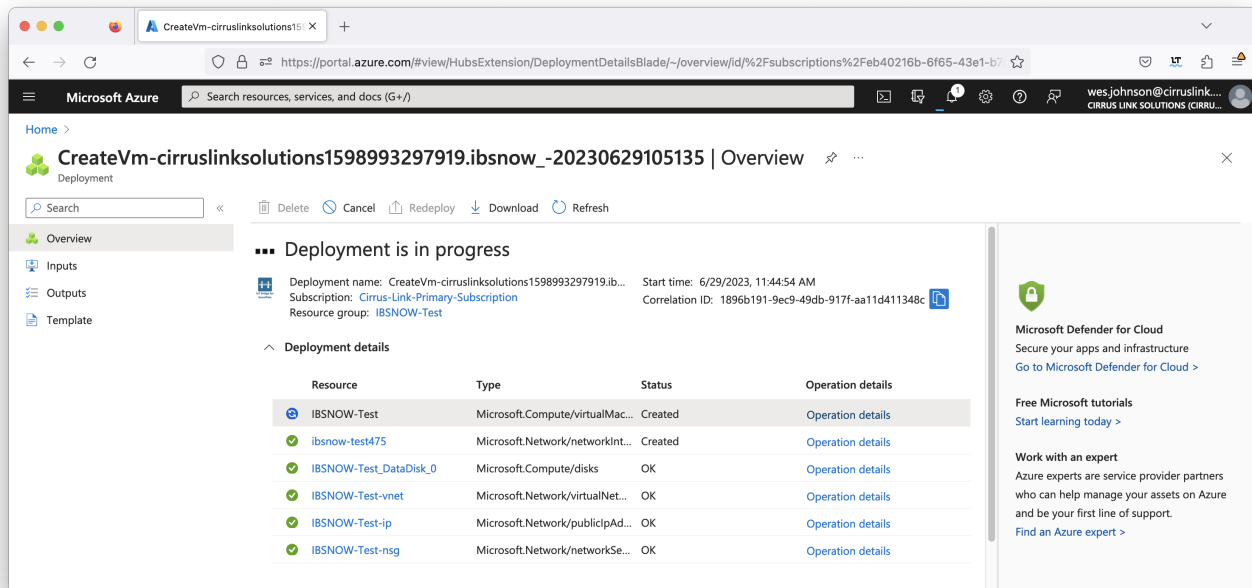 CreateVm-cirruslinksolutions159
https://portal.azure.com/#view/HubsExtension/DeploymentDetailsBlade/~/overview/id/%2Fsubscriptions%2Feb40216b-6f65-43e1-b7
LT
Microsoft Azure
Search resources, services, and docs (G+/)
1
wes.johnson@cirruslink....
CIRRUS LINK SOLUTIONS (CIRRU...
Home >
CreateVm-cirruslinksolutions1598993297919.ibsnow_-20230629105135 | Overview
Deployment
Search
«
Delete
Cancel
Redeploy
Download
Refresh
Overview
Inputs
Outputs
Template
Deployment is in progress
Deployment name: CreateVm-cirruslinksolutions1598993297919.ib...
Subscription: Cirrus-Link-Primary-Subscription
Resource group: IBSNOW-Test
Start time: 6/29/2023, 11:44:54 AM
Correlation ID: 1896b191-9ec9-49db-917f-aa11d411348c
Deployment details
Resource Type Status Operation details
IBSNOW-Test Microsoft.Compute/virtualMac... Created Operation details
ibsnow-test475 Microsoft.Network/networkInt... Created Operation details
IBSNOW-Test_DataDisk_0 Microsoft.Compute/disks OK Operation details
IBSNOW-Test-vnet Microsoft.Network/virtualNet... OK Operation details
IBSNOW-Test-ip Microsoft.Network/publicIpAd... OK Operation details
IBSNOW-Test-nsg Microsoft.Network/networkSe... OK Operation details
Microsoft Defender for Cloud
Secure your apps and infrastructure
Go to Microsoft Defender for Cloud >
Free Microsoft tutorials
Start learning today >
Work with an expert
Azure experts are service provider partners
who can help manage your assets on Azure
and be your first line of support.
Find an Azure expert >